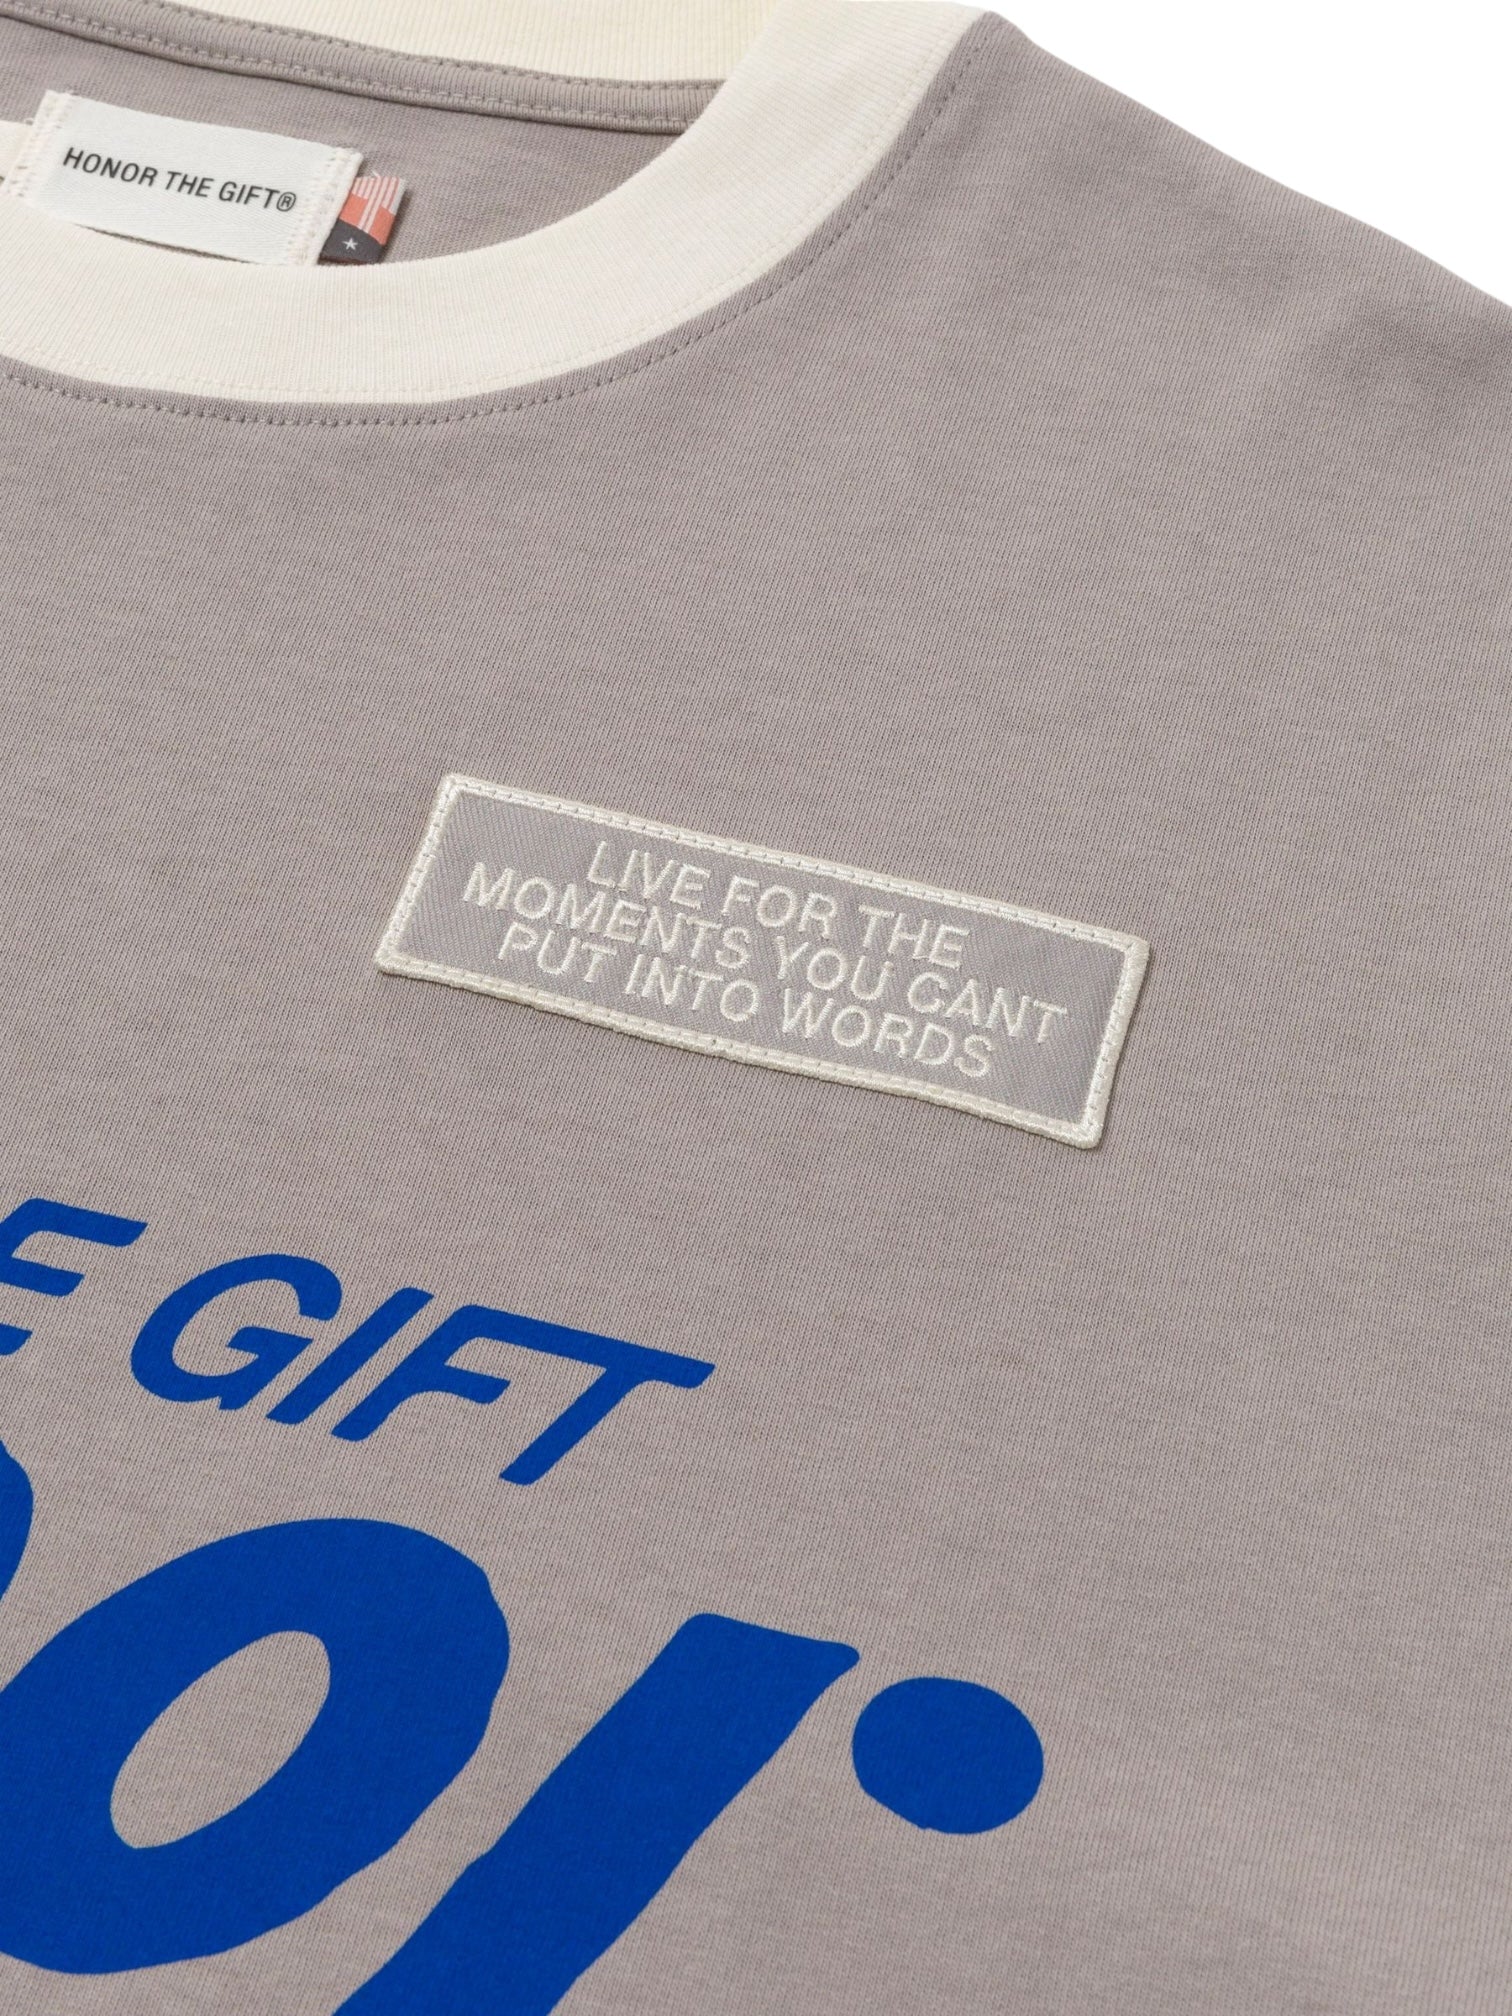 HONOR THE GIFT®
LIVE FOR THE
MOMENTS YOU CANT
PUT INTO WORDS
E GIFT